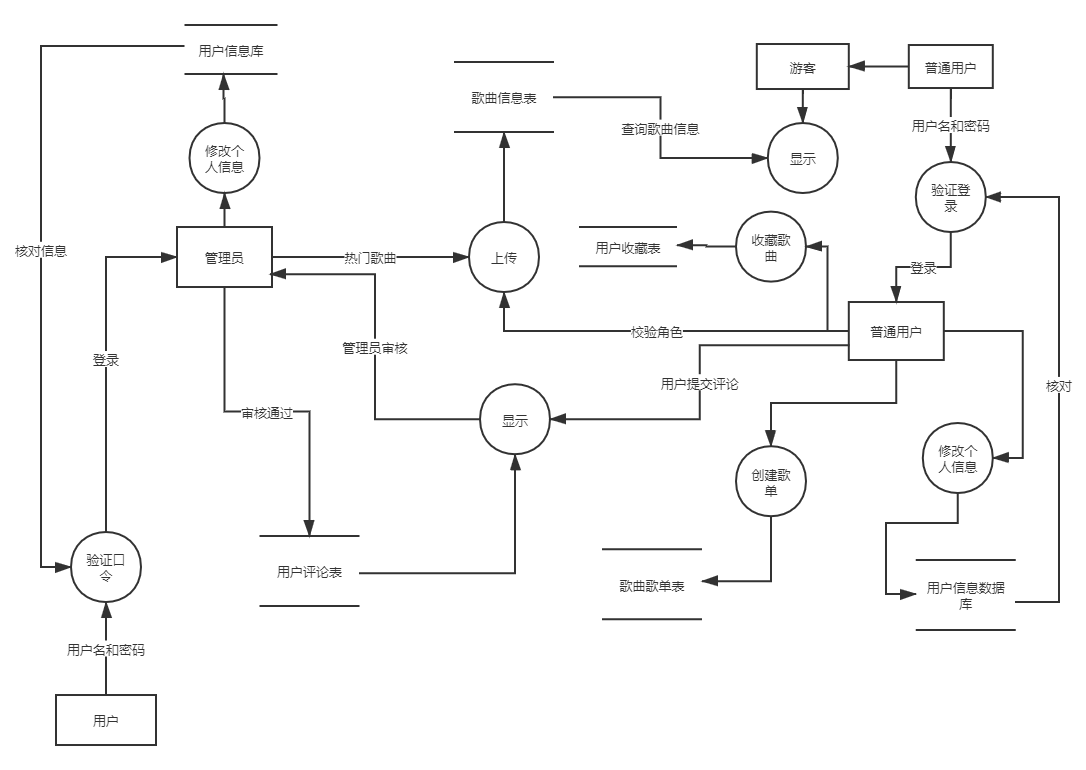 用户信息库
游客
普通用户
歌曲信息表
查询歌曲信息
用户名和密码
修改个
人信息
显示
验证登
录
核对信息
管理员
热门歌曲
上传
用户收藏表
收藏歌
曲
登录
校验角色
普通用户
登录
管理员审核
用户提交评论
核对
审核通过
显示
创建歌
单
修改个
人信息
验证口
令
用户评论表
歌曲歌单表
用户信息数据
库
用户名和密码
用户